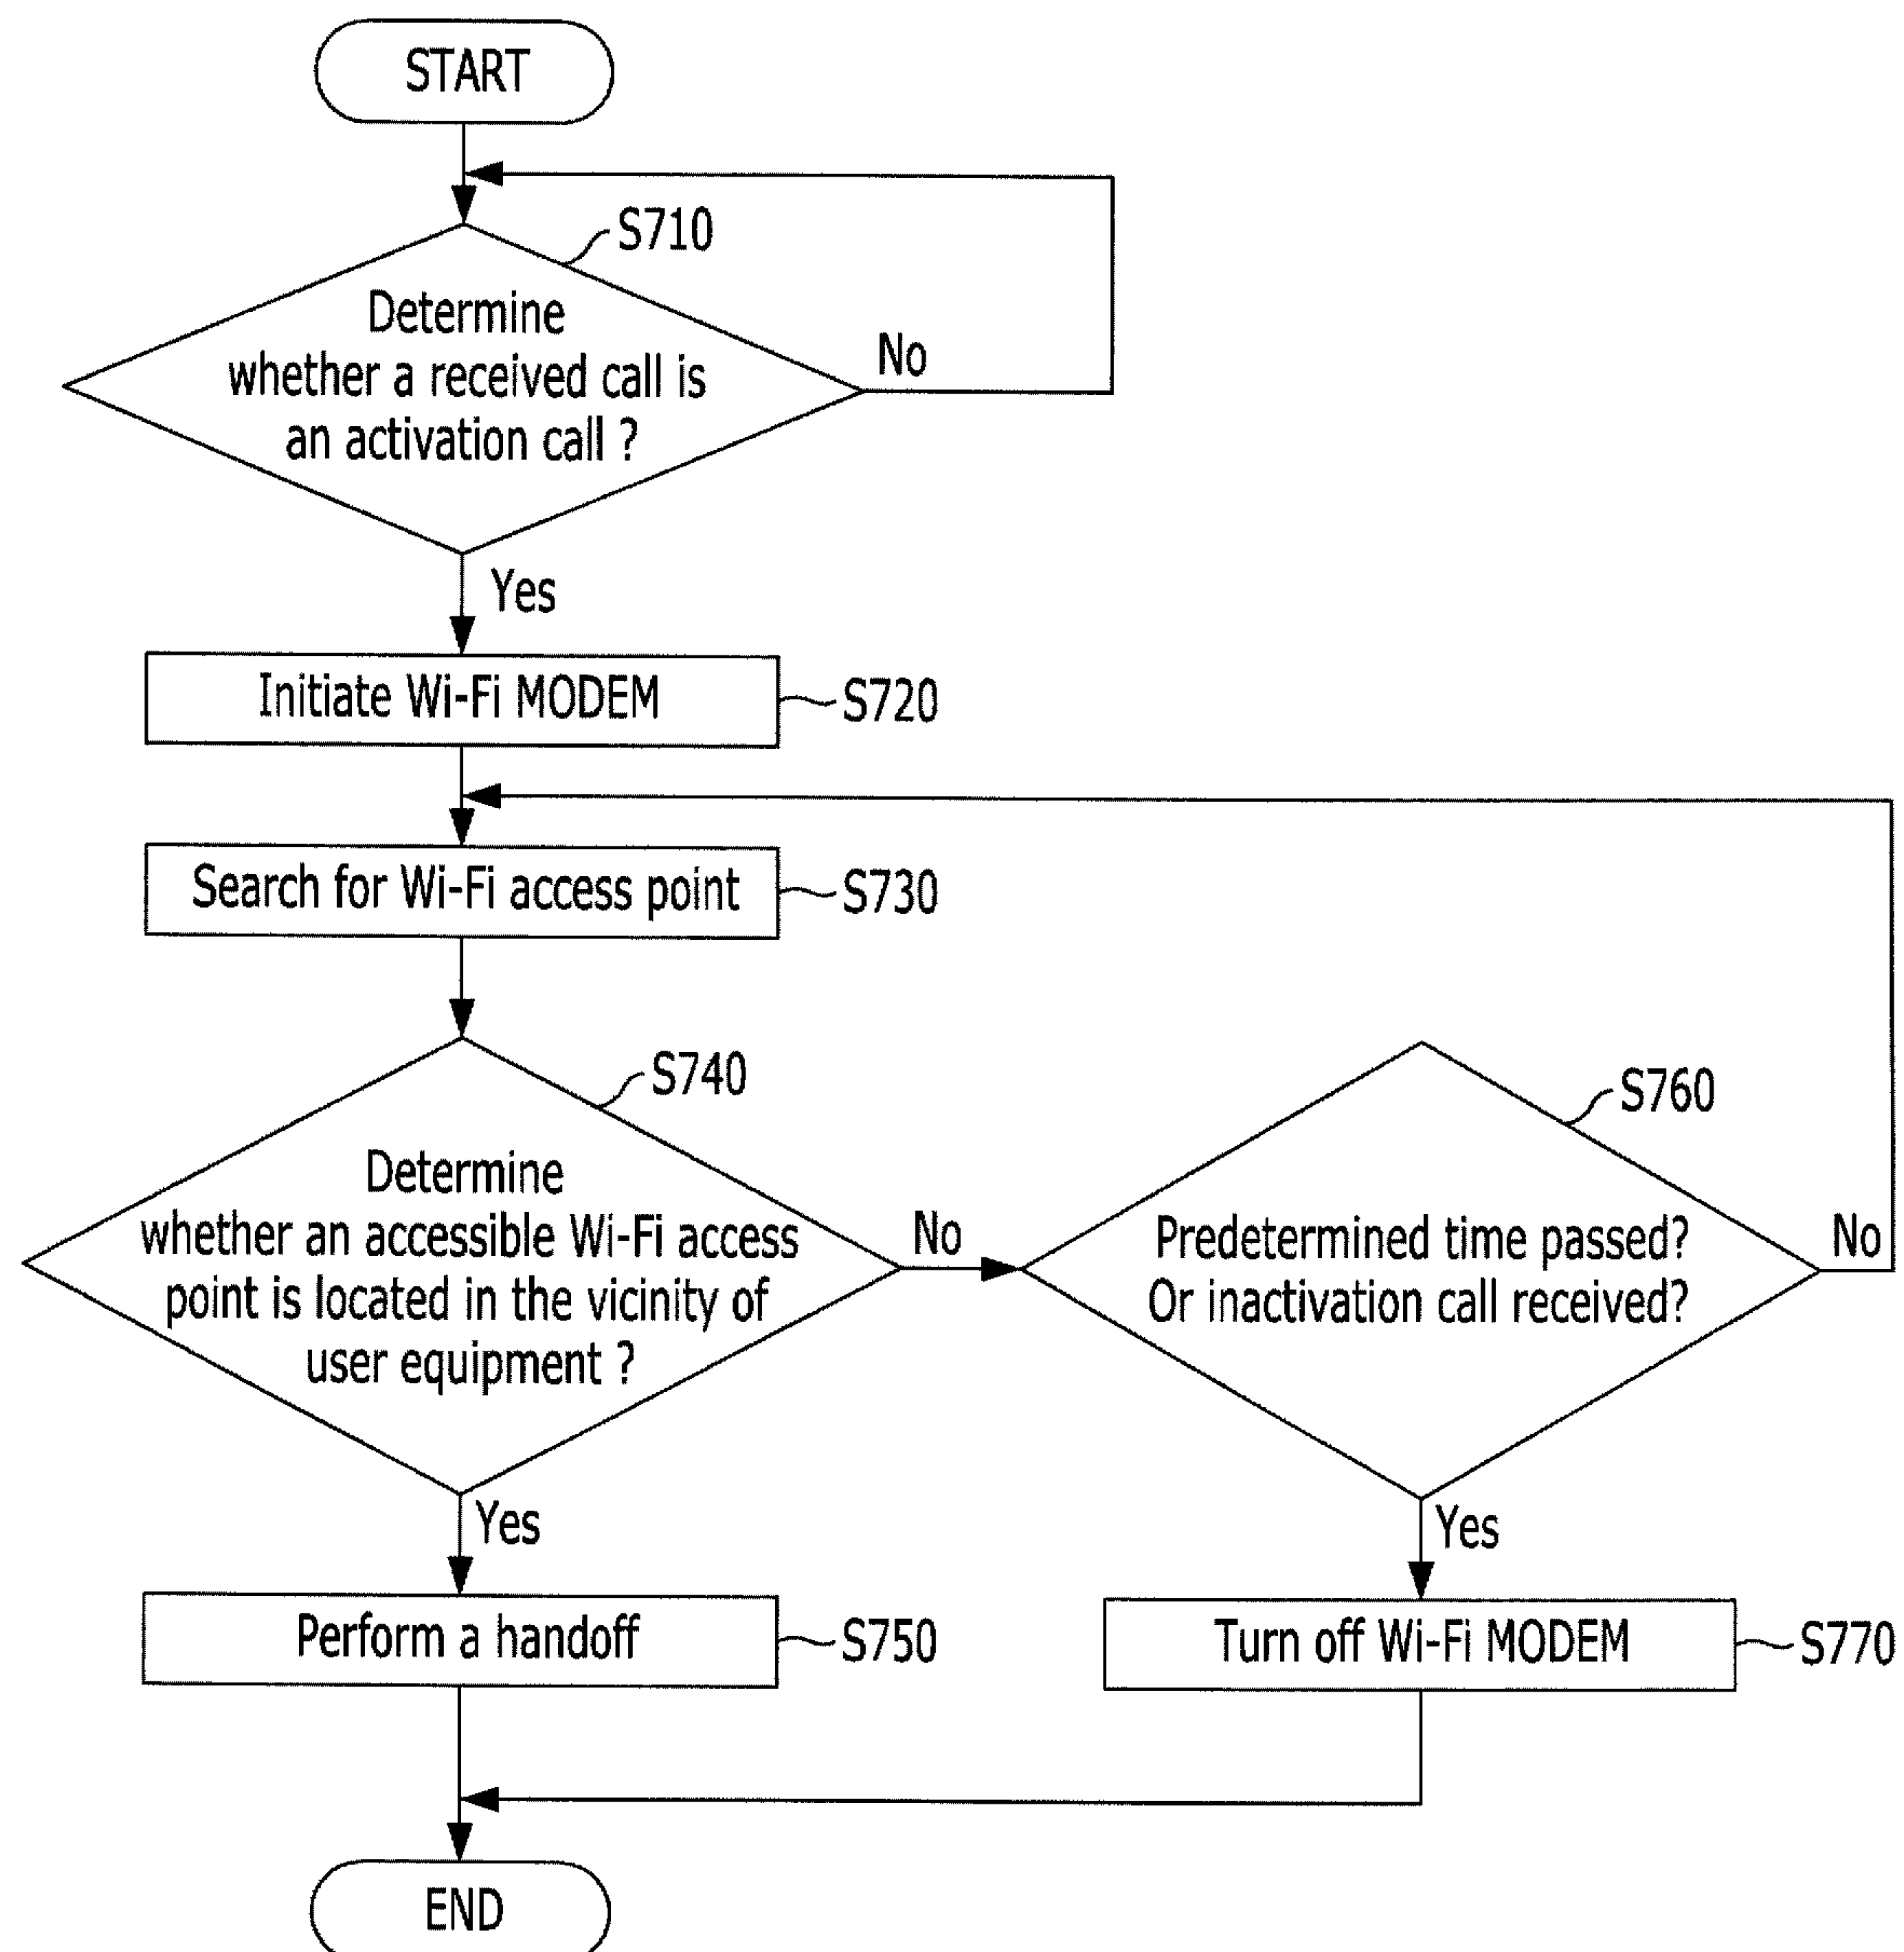 START
S710
Determine
whether a received call is
an activation call ?
No
Yes
Initiate Wi-Fi MODEM
S720
Search for Wi-Fi access point
S730
S740
Determine
whether an accessible Wi-Fi access
point is located in the vicinity of
user equipment ?
No
S760
Predetermined time passed?
Or inactivation call received?
No
Yes
Yes
Perform a handoff
S750
Turn off Wi-Fi MODEM
S770
END